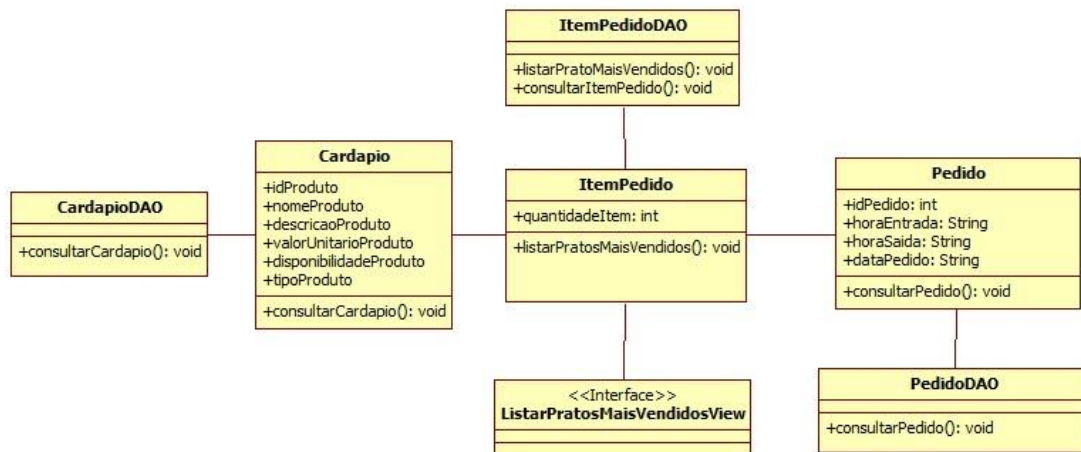 ItemPedidoDAO
+listarPratoMaisVendidos(): void
+consultarItemPedido(): void
Cardapio
+idProduto
+nomeProduto
+descricaoProduto
+valorUnitarioProduto
+disponibilidadeProduto
+tipoProduto
+consultarCardapio(): void
CardapioDAO
+consultarCardapio(): void
ItemPedido
+quantidadeItem: int
+listarPratosMaisVendidos(): void
Pedido
+idPedido: int
+horaEntrada: String
+horaSaida: String
+dataPedido: String
+consultarPedido(): void
<<Interface>>
ListarPratosMaisVendidosView
PedidoDAO
+consultarPedido(): void